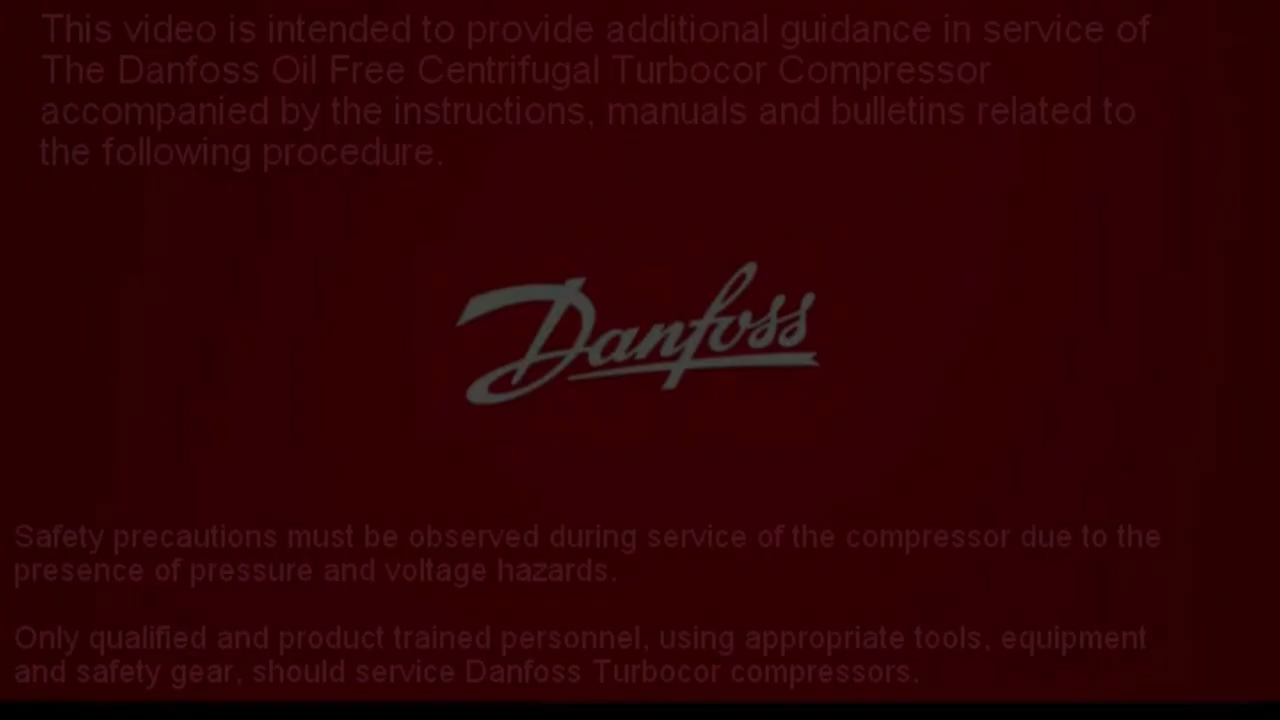 This video is intended to provide additional guidance in service of
The Danfoss Oil Free Centrifugal Turbocor Compressor
accompanied by the instructions, manuals and bulletins related to
the following procedure.
Danfoss
Safety precautions must be observed during service of the compressor due to the
presence of pressure and voltage hazards.
Only qualified and product trained personnel, using appropriate tools, equipment
and safety gear, should service Danfoss Turbocor compressors.